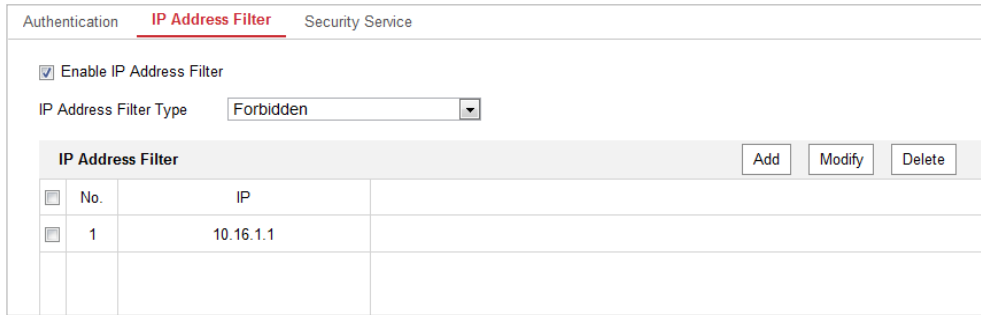 Authentication IP Address Filter Security Service
Enable IP Address Filter
IP Address Filter Type Forbidden
IP Address Filter Add Modify Delete
No. IP
1 10.16.1.1